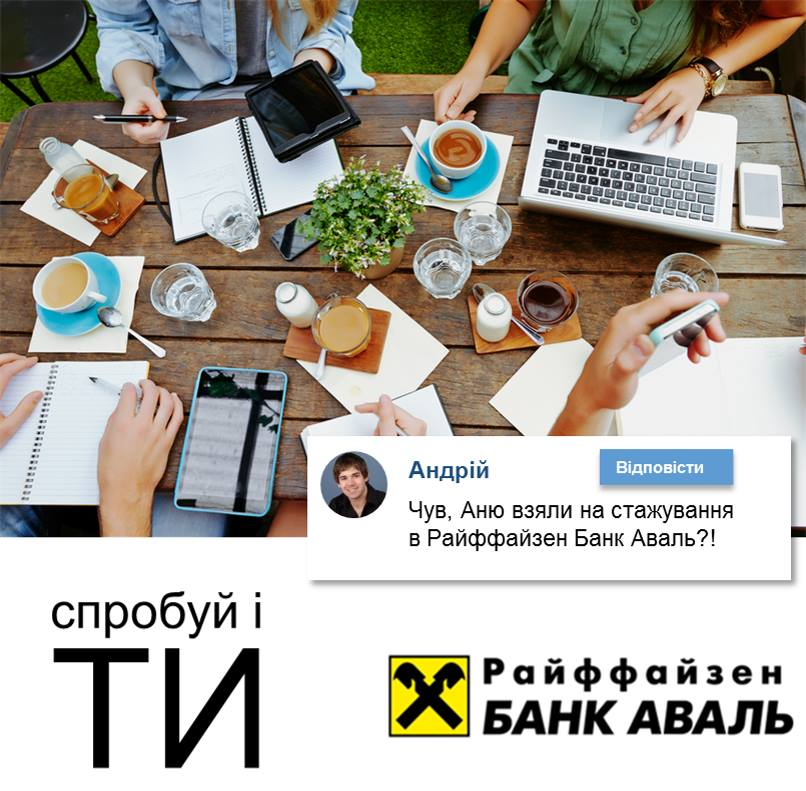 Андрій
Відповісти
Чув, Аню взяли на стажування
в Райффайзен Банк Аваль?!
спробуй і
ТИ
Райффайзен
БАНК АВАЛЬ